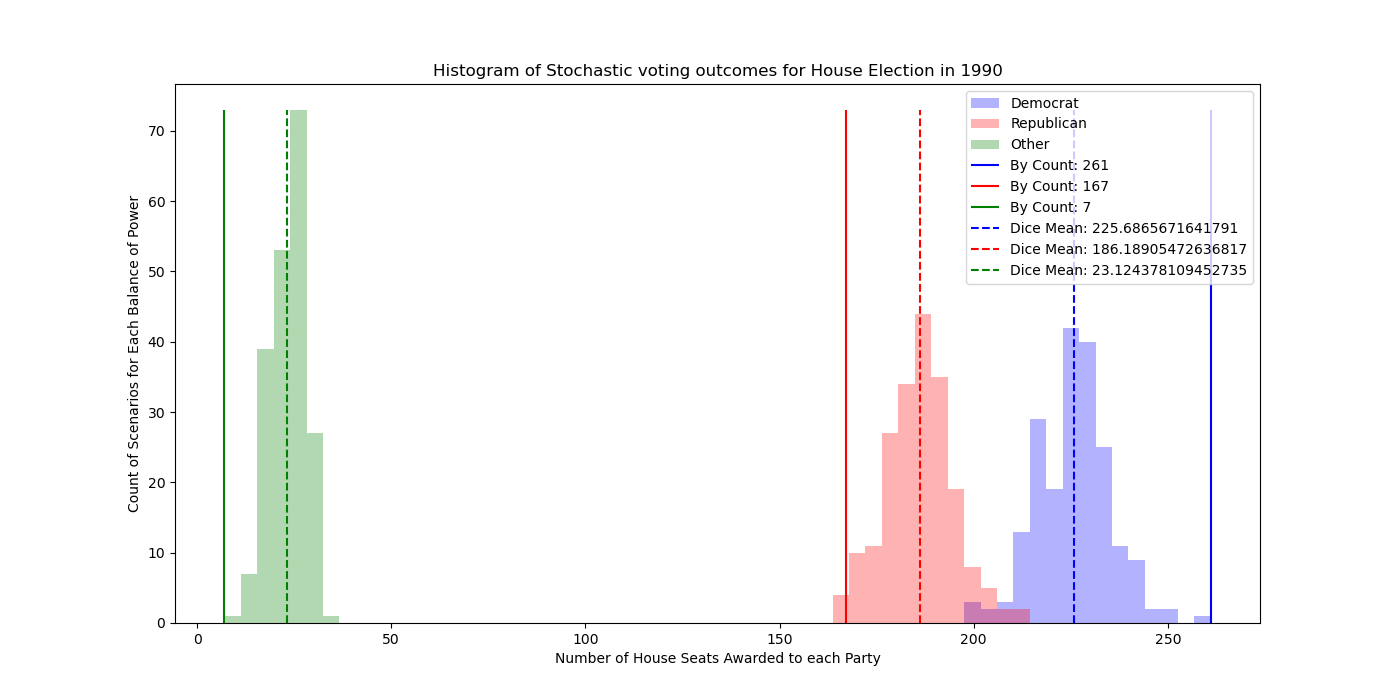 Histogram of Stochastic voting outcomes for House Election in 1990
Count of Scenarios for Each Balance of Power
70
60
50
40
30
20
10
0
Democrat
Republican
Other
By Count: 261
By Count: 167
By Count: 7
Dice Mean: 225.6865671641791
Dice Mean: 186.18905472636817
Dice Mean: 23.124378109452735
0 50 100 150 200 250
Number of House Seats Awarded to each Party